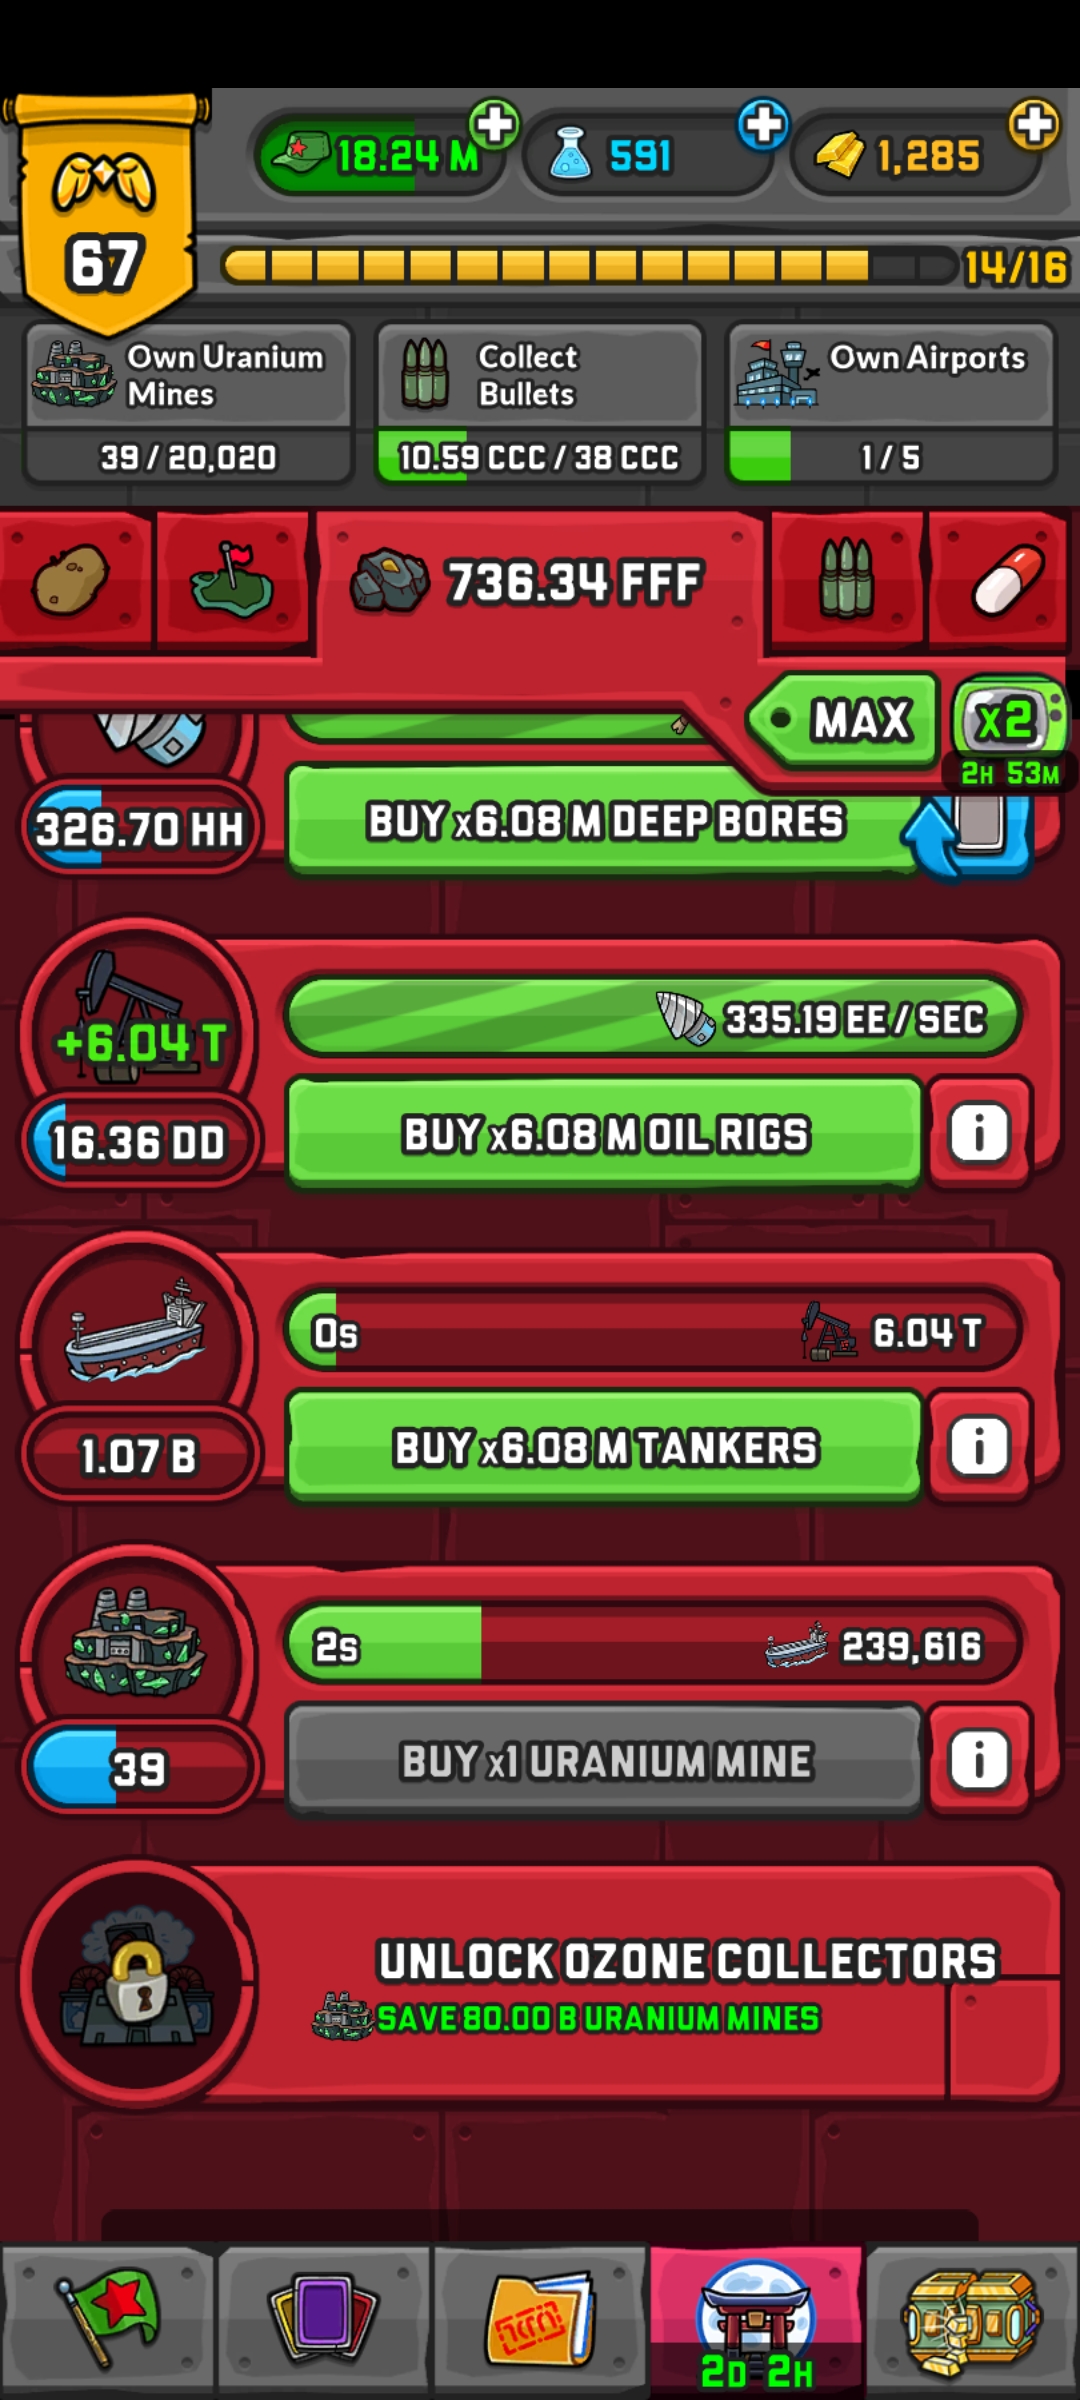 18.24 M
591
1,285
67
14/16
Own Uranium
Mines
39 / 20,020
Collect
Bullets
10.59 CCC / 38 CCC
Own Airports
1 / 5
736.34 FFF
MAX
x2
2H 53M
326.70 HH
BUY x6.08 M DEEP BORES
+6.04 T
335.19 EE / SEC
16.36 DD
BUY x6.08 M OIL RIGS
i
0s
6.04 T
1.07 B
BUY x6.08 M TANKERS
i
2s
239,616
39
BUY x1 URANIUM MINE
i
UNLOCK OZONE COLLECTORS
SAVE 80.00 B URANIUM MINES
2D 2H